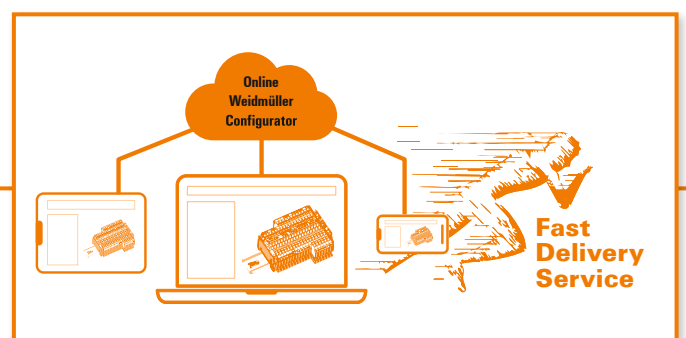 Online
Weidmüller
Configurator
Fast
Delivery
Service